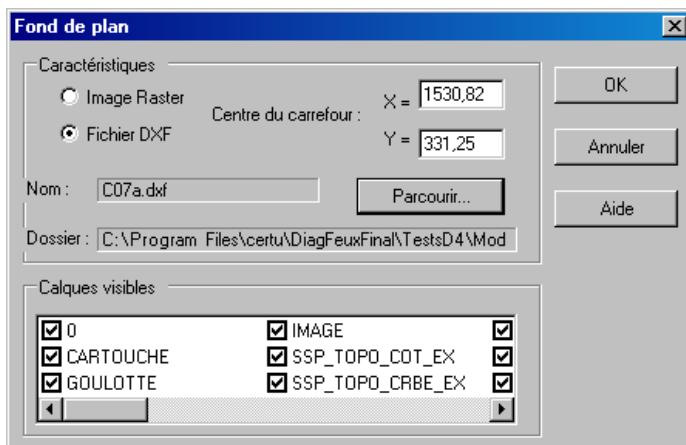 Fond de plan
Caractéristiques
Image Raster
Fichier DXF
Centre du carrefour :
X = 1530,82
Y = 331,25
Nom : C07a.dxf
Parcourir...
Dossier : C:\Program Files\certu\DiagFeuxFinal\TestsD4\Mod
OK
Annuler
Aide
Calques visibles
0 IMAGE
CARTOUCHE SSP_TOPO_COT_EX
GOULOTTE SSP_TOPO_CRBE_EX